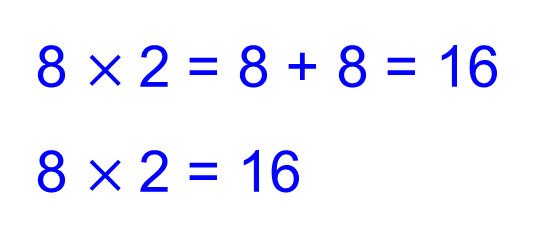 8 × 2 = 8 + 8 = 16
8 × 2 = 16